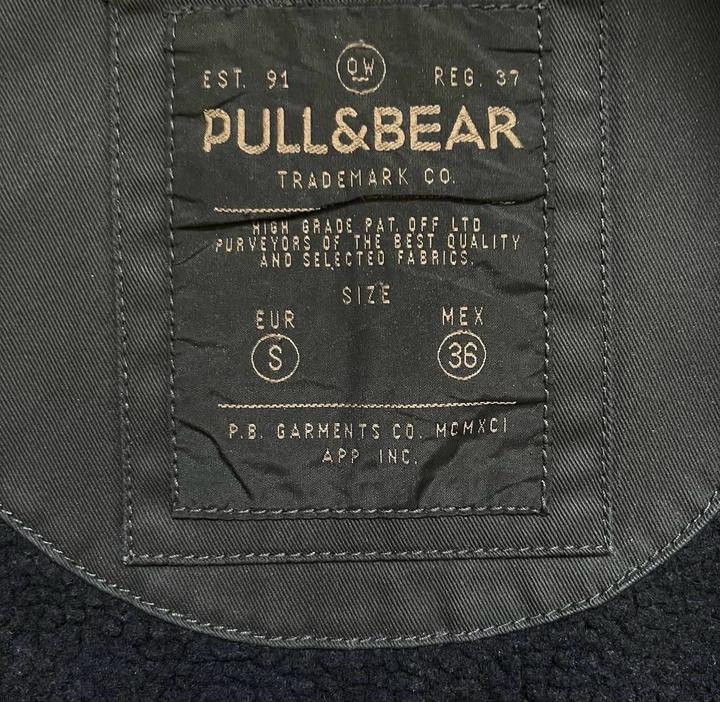 O.W
EST. 91 REG. 37
PULL&BEAR
TRADEMARK CO.
HIGH GRADE PAT. OFF LTD
PURVEYORS OF THE BEST QUALITY
AND SELECTED FABRICS.
SIZE
EUR MEX
S 36
P.B. GARMENTS CO. MCMXCI
APP. INC.